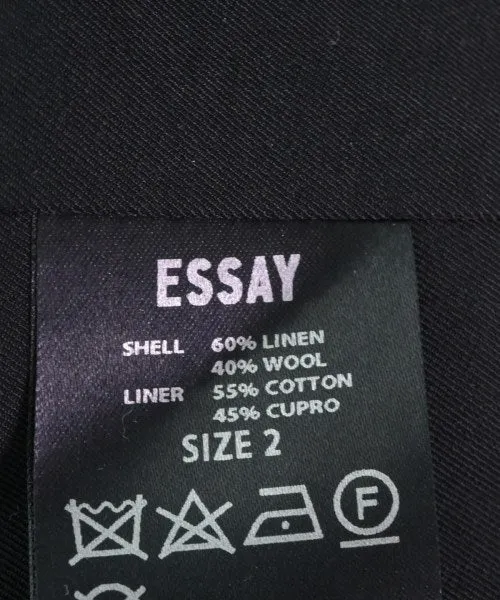 ESSAY
SHELL 60% LINEN
40% WOOL
LINER 55% COTTON
45% CUPRO
SIZE 2
F